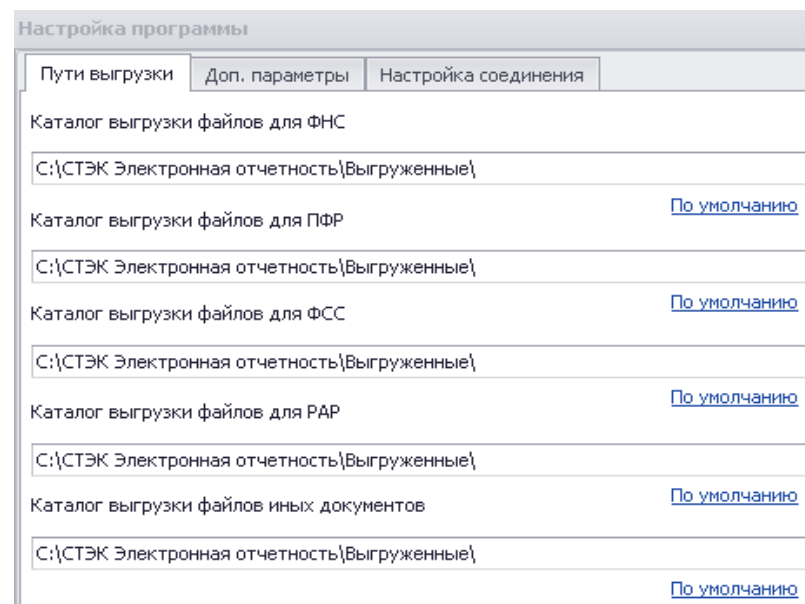 Настройка программы
Пути выгрузки Доп. параметры Настройка соединения
Каталог выгрузки файлов для ФНС
C:\СТЭК Электронная отчетность\Выгруженные\
По умолчанию
Каталог выгрузки файлов для ПФР
C:\СТЭК Электронная отчетность\Выгруженные\
По умолчанию
Каталог выгрузки файлов для ФСС
C:\СТЭК Электронная отчетность\Выгруженные\
По умолчанию
Каталог выгрузки файлов для РАР
C:\СТЭК Электронная отчетность\Выгруженные\
По умолчанию
Каталог выгрузки файлов иных документов
C:\СТЭК Электронная отчетность\Выгруженные\
По умолчанию